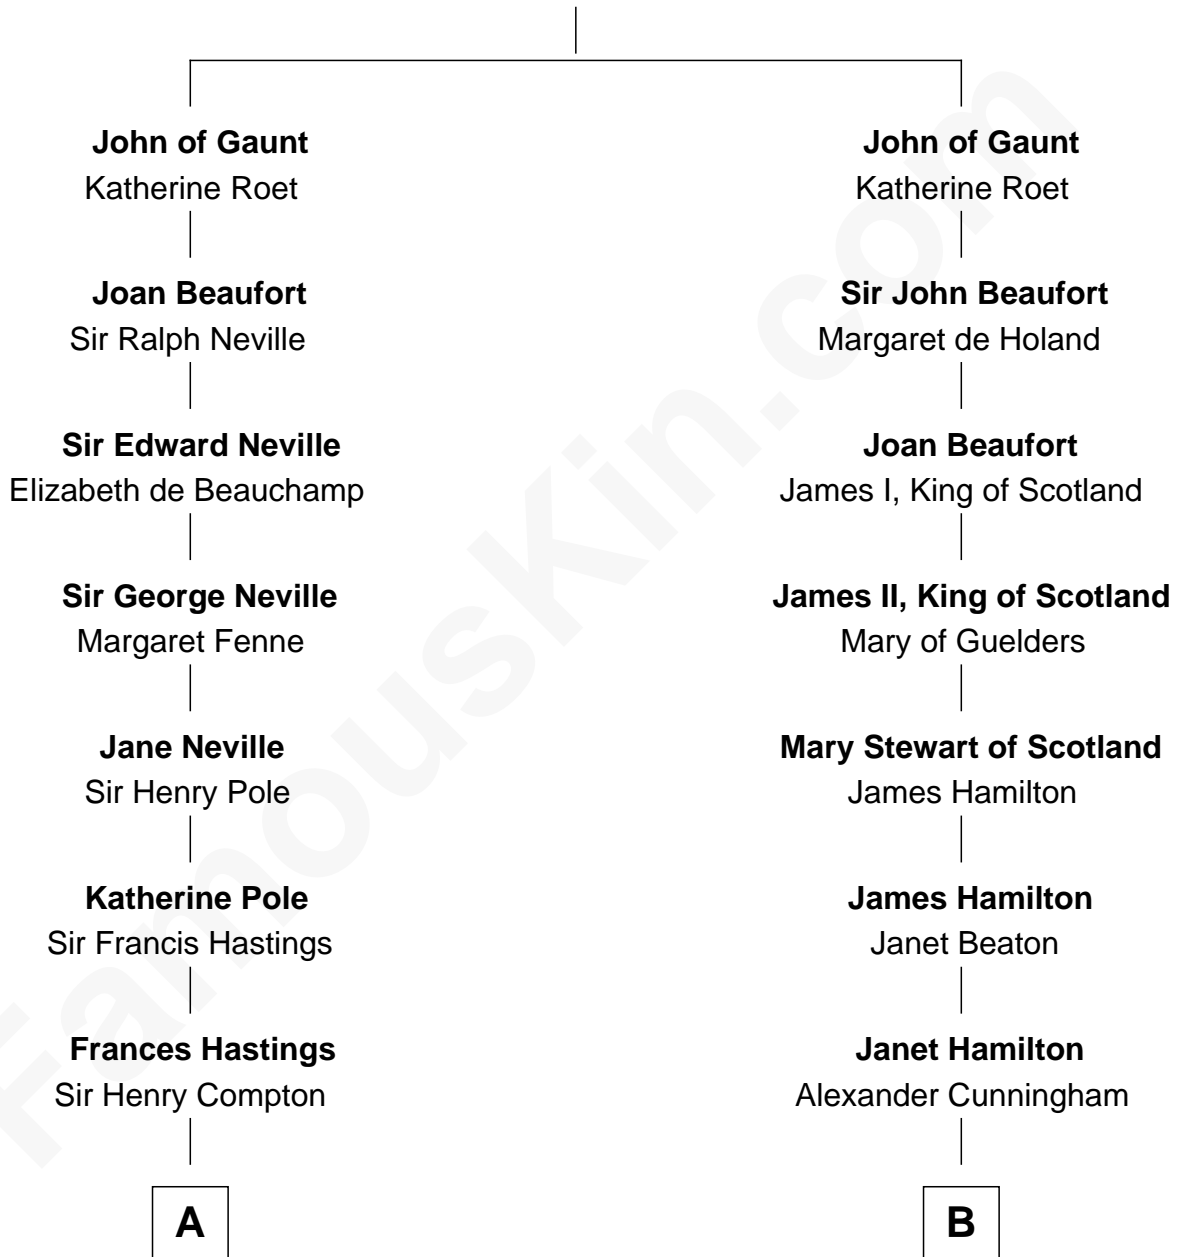 John of Gaunt
Katherine Roet
Joan Beaufort
Sir Ralph Neville
Sir Edward Neville
Elizabeth de Beauchamp
Sir George Neville
Margaret Fenne
Jane Neville
Sir Henry Pole
Katherine Pole
Sir Francis Hastings
Frances Hastings
Sir Henry Compton
A
John of Gaunt
Katherine Roet
Sir John Beaufort
Margaret de Holand
Joan Beaufort
James I, King of Scotland
James II, King of Scotland
Mary of Guelders
Mary Stewart of Scotland
James Hamilton
James Hamilton
Janet Beaton
Janet Hamilton
Alexander Cunningham
B
FamousKin.com